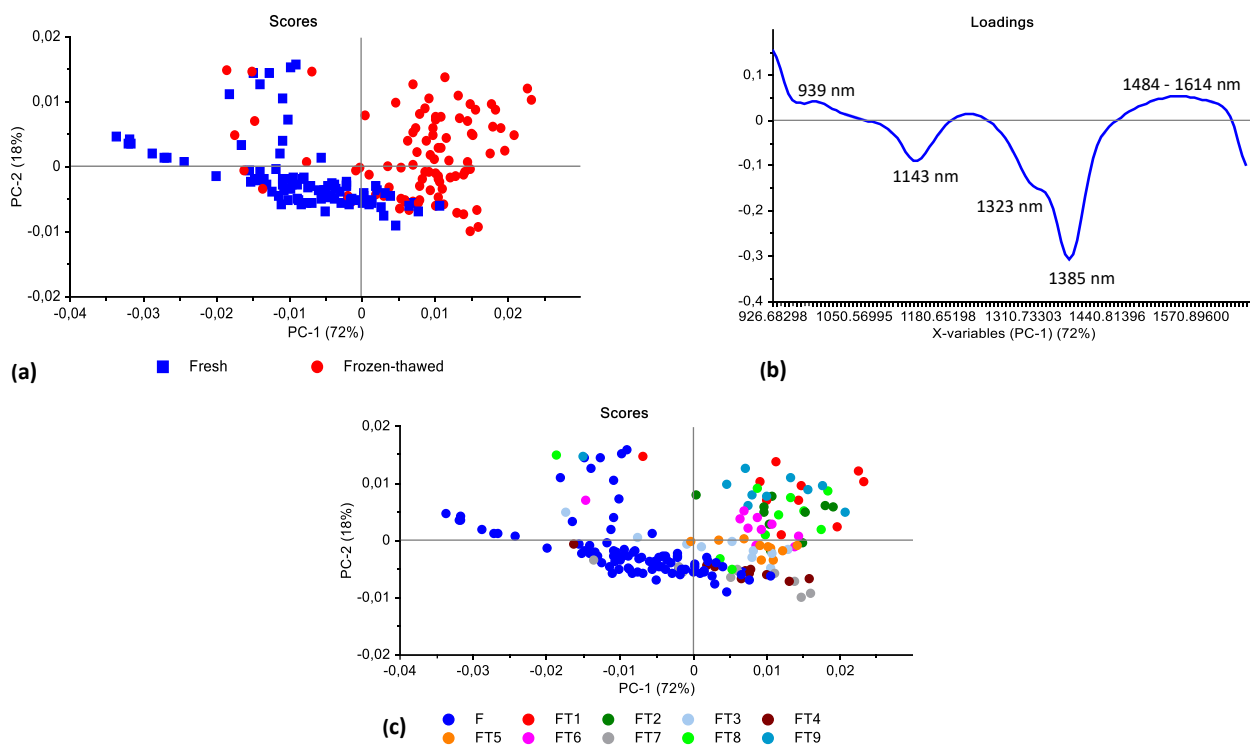 Scores
0,02
0,01
0
-0,01
-0,02
PC-2 (18%)
-0,04
-0,03
-0,02
-0,01
0
0,01
0,02
PC-1 (72%)
(a)
Fresh
Frozen-thawed
Loadings
0,1
0
-0,1
-0,2
-0,3
-0,4
939 nm
1484 - 1614 nm
1143 nm
1323 nm
1385 nm
926.68298 1050.56995 1180.65198 1310.73303 1440.81396 1570.89600
X-variables (PC-1) (72%)
(b)
Scores
0,02
0,01
0
-0,01
-0,02
PC-2 (18%)
-0,04
-0,03
-0,02
-0,01
0
0,01
0,02
PC-1 (72%)
(c)
F FT1 FT2 FT3 FT4
FT5 FT6 FT7 FT8 FT9